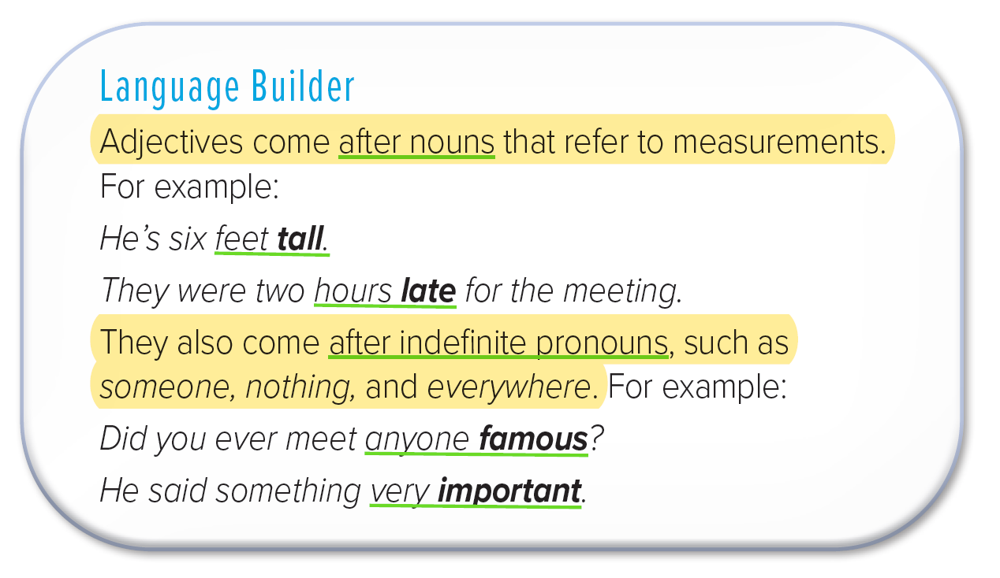 Language Builder
Adjectives come after nouns that refer to measurements.
For example:
He’s six feet tall.
They were two hours late for the meeting.
They also come after indefinite pronouns, such as
someone, nothing, and everywhere. For example:
Did you ever meet anyone famous?
He said something very important.